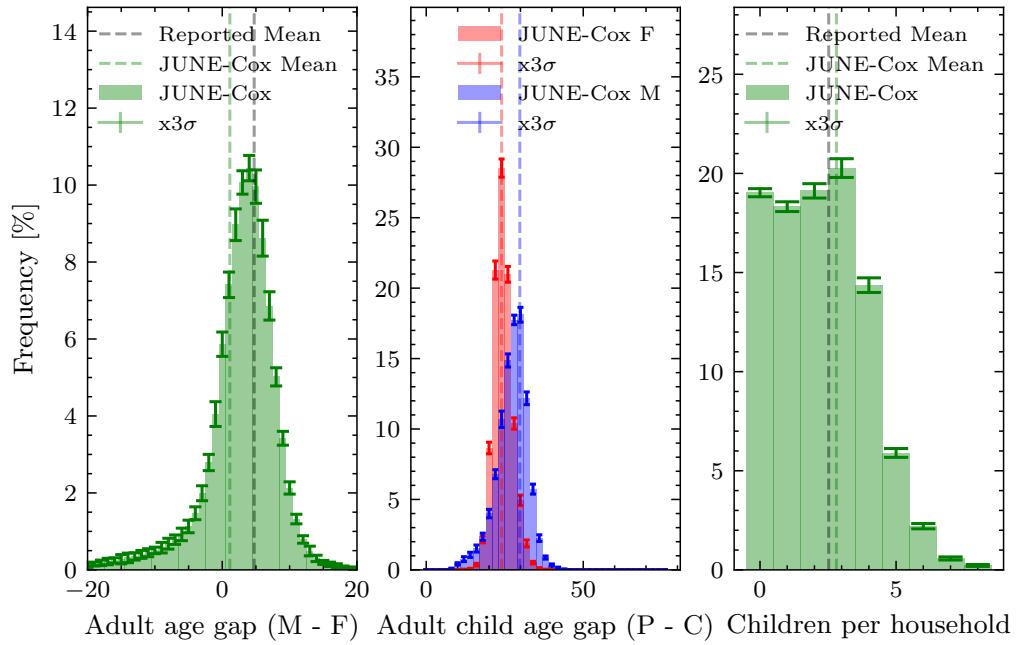 Frequency [%]
14
12
10
8
6
4
2
0
−20
0
20
Reported Mean
JUNE-Cox Mean
JUNE-Cox
x3σ
Adult age gap (M - F)
35
30
25
20
15
10
5
0
0
50
JUNE-Cox F
x3σ
JUNE-Cox M
x3σ
Adult child age gap (P - C)
25
20
15
10
5
0
0
5
Reported Mean
JUNE-Cox Mean
JUNE-Cox
x3σ
Children per household